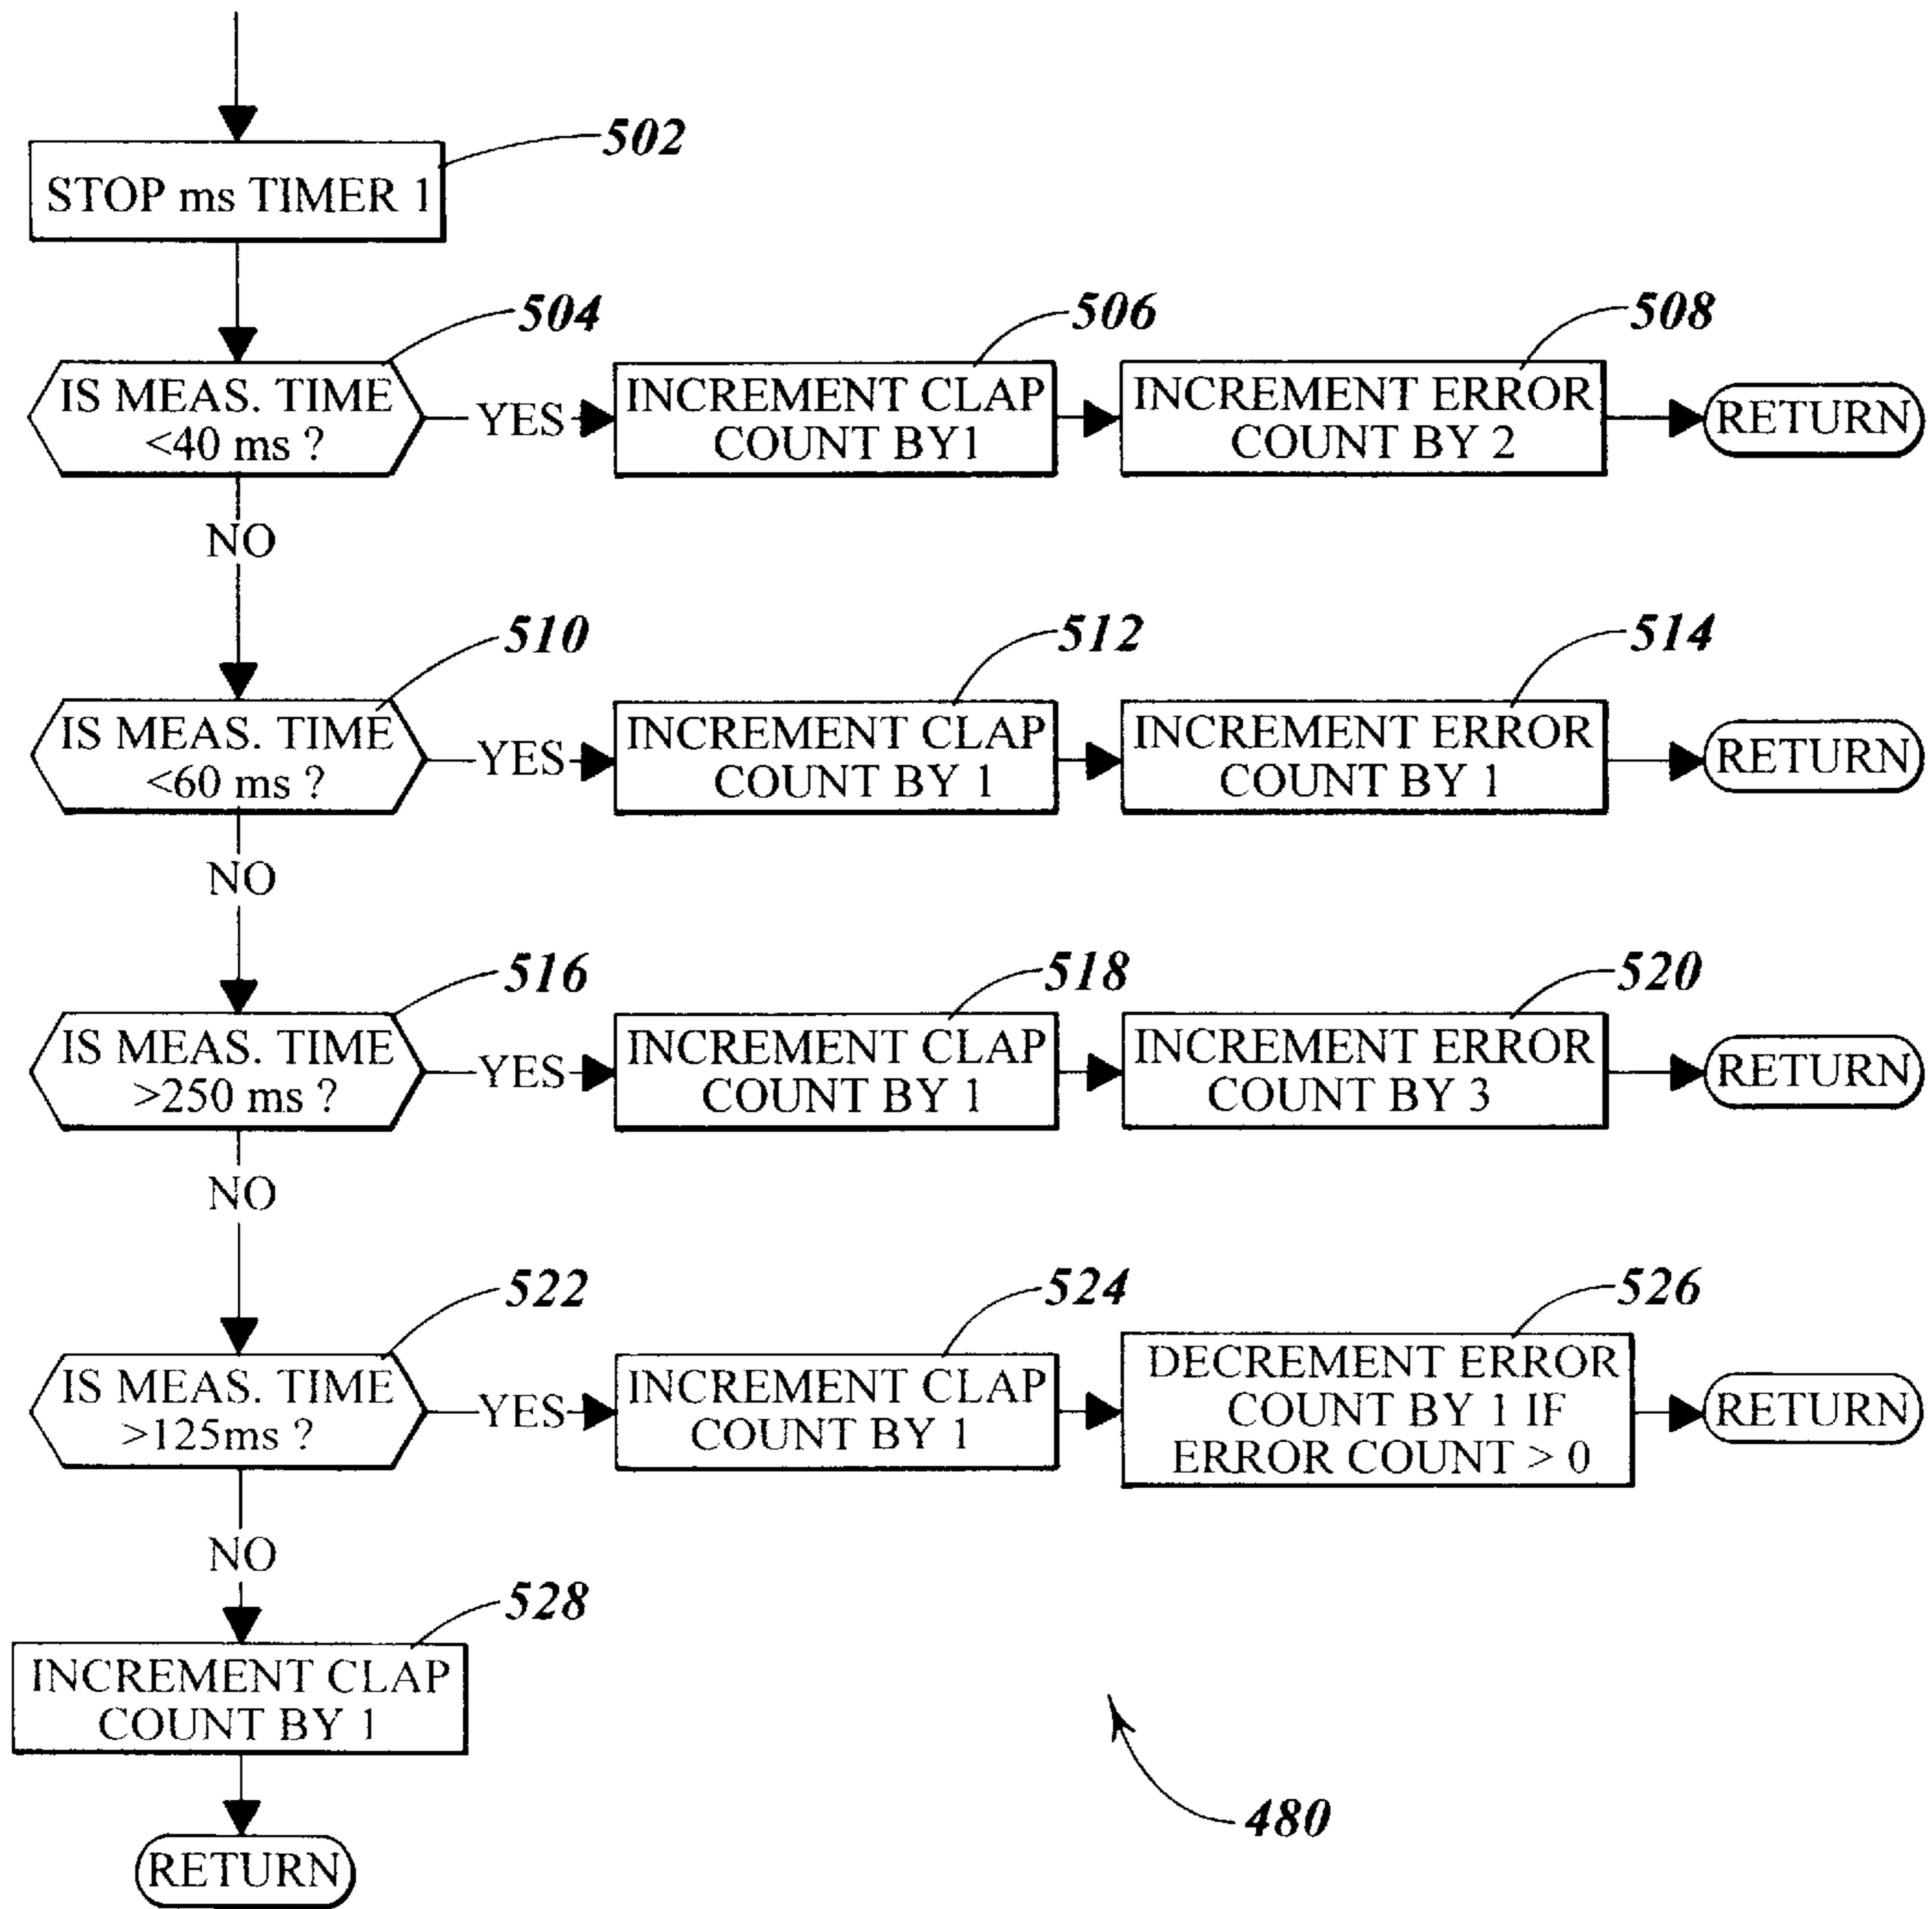 502
STOP ms TIMER 1
504
506
508
IS MEAS. TIME
<40 ms ?
YES
INCREMENT CLAP
COUNT BY1
INCREMENT ERROR
COUNT BY 2
RETURN
NO
510
512
514
IS MEAS. TIME
<60 ms ?
YES
INCREMENT CLAP
COUNT BY 1
INCREMENT ERROR
COUNT BY 1
RETURN
NO
516
518
520
IS MEAS. TIME
>250 ms ?
YES
INCREMENT CLAP
COUNT BY 1
INCREMENT ERROR
COUNT BY 3
RETURN
NO
522
524
526
IS MEAS. TIME
>125ms ?
YES
INCREMENT CLAP
COUNT BY 1
DECREMENT ERROR
COUNT BY 1 IF
ERROR COUNT > 0
RETURN
NO
528
INCREMENT CLAP
COUNT BY 1
480
RETURN